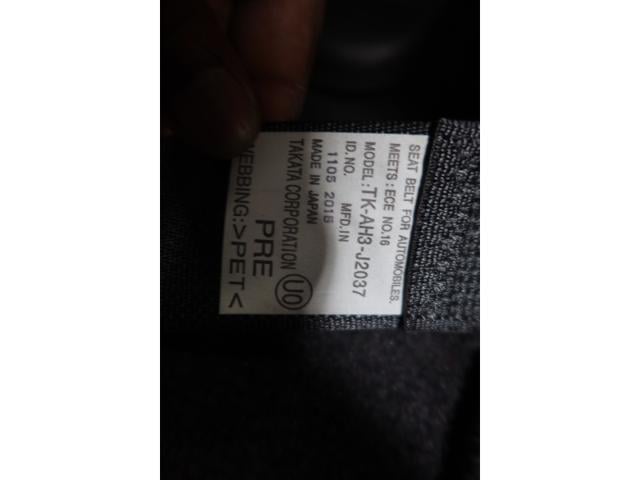 SEAT BELT FOR AUTOMOBILES.
MEETS:ECE NO.16
MODEL:TK-AH3-J2037
ID.NO. MFD.IN
1105 2015
MADE IN JAPAN
TAKATA CORPORATION U0
PRE
WEBBING:>PET<